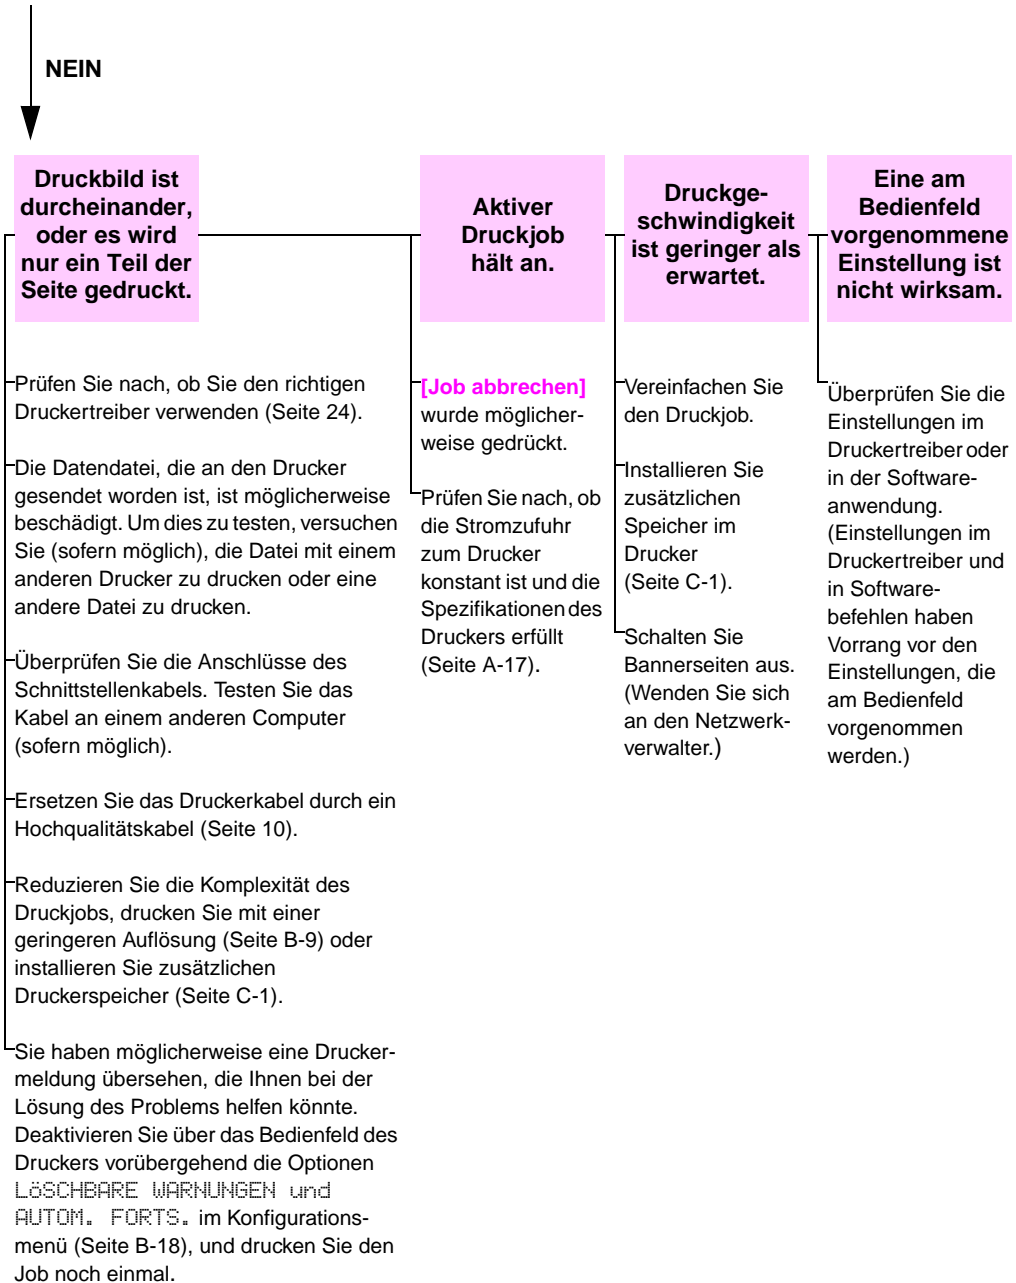 NEIN
Druckbild ist
durcheinander,
oder es wird
nur ein Teil der
Seite gedruckt.
Prüfen Sie nach, ob Sie den richtigen
Druckertreiber verwenden (Seite 24).
Die Datendatei, die an den Drucker
gesendet worden ist, ist möglicherweise
beschädigt. Um dies zu testen, versuchen
Sie (sofern möglich), die Datei mit einem
anderen Drucker zu drucken oder eine
andere Datei zu drucken.
Überprüfen Sie die Anschlüsse des
Schnittstellenkabels. Testen Sie das
Kabel an einem anderen Computer
(sofern möglich).
Ersetzen Sie das Druckerkabel durch ein
Hochqualitätskabel (Seite 10).
Reduzieren Sie die Komplexität des
Druckjobs, drucken Sie mit einer
geringeren Auflösung (Seite B-9) oder
installieren Sie zusätzlichen
Druckerspeicher (Seite C-1).
Sie haben möglicherweise eine Drucker-
meldung übersehen, die Ihnen bei der
Lösung des Problems helfen könnte.
Deaktivieren Sie über das Bedienfeld des
Druckers vorübergehend die Optionen
LöSCHBARE WARNUNGEN und
AUTOM. FORTS. im Konfigurations-
menü (Seite B-18), und drucken Sie den
Job noch einmal.
Aktiver
Druckjob
hält an.
[Job abbrechen]
wurde möglicher-
weise gedrückt.
Prüfen Sie nach, ob
die Stromzufuhr
zum Drucker
konstant ist und die
Spezifikationen des
Druckers erfüllt
(Seite A-17).
Druckge-
schwindigkeit
ist geringer als
erwartet.
Vereinfachen Sie
den Druckjob.
Installieren Sie
zusätzlichen
Speicher im
Drucker
(Seite C-1).
Schalten Sie
Bannerseiten aus.
(Wenden Sie sich
an den Netzwerk-
verwalter.)
Eine am
Bedienfeld
vorgenommene
Einstellung ist
nicht wirksam.
Überprüfen Sie die
Einstellungen im
Druckertreiber oder
in der Software-
anwendung.
(Einstellungen im
Druckertreiber und
in Software-
befehlen haben
Vorrang vor den
Einstellungen, die
am Bedienfeld
vorgenommen
werden.)